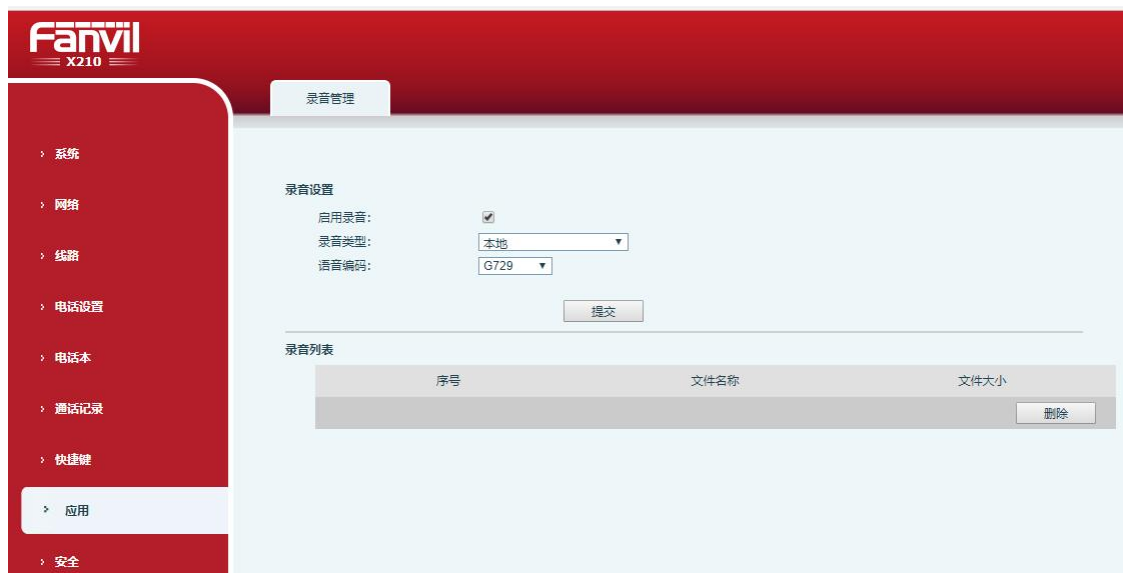 Fanvil
X210
录音管理
系统
网络
线路
电话设置
电话本
通话记录
快捷键
应用
安全
录音设置
启用录音:
录音类型: 本地
语音编码: G729
提交
录音列表
序号 文件名称 文件大小
删除